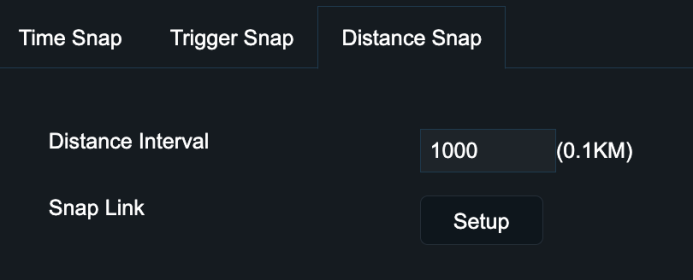 Time Snap Trigger Snap Distance Snap
Distance Interval 1000 (0.1KM)
Snap Link Setup